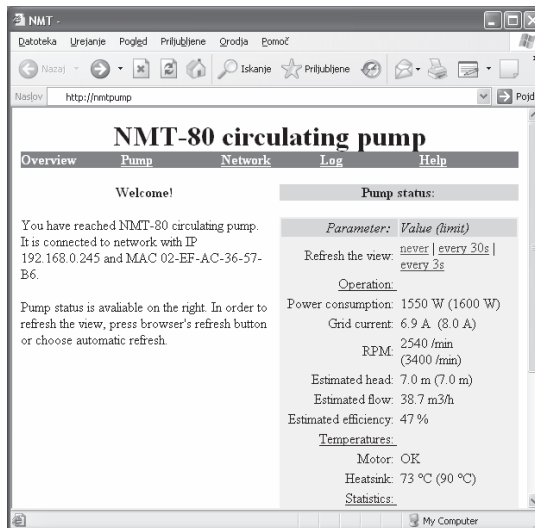 NMT -
Datoteka Urejanje Pogled Priljubljene Orodja Pomoč
Nazaj Iskanje Priljubljene
Naslov http://nmtpump Pojdi
NMT-80 circulating pump
Overview Pump Network Log Help
Welcome!
You have reached NMT-80 circulating pump.
It is connected to network with IP
192.168.0.245 and MAC 02-EF-AC-36-57-
B6.
Pump status is avaliable on the right. In order to
refresh the view, press browser's refresh button
or choose automatic refresh.
Pump status:
Parameter: Value (limit)
Refresh the view: never | every 30s |
every 3s
Operation:
Power consumption: 1550 W (1600 W)
Grid current: 6.9 A (8.0 A)
RPM: 2540 /min
(3400 /min)
Estimated head: 7.0 m (7.0 m)
Estimated flow: 38.7 m3/h
Estimated efficiency: 47 %
Temperatures:
Motor: OK
Heatsink: 73 ºC (90 ºC)
Statistics:
My Computer